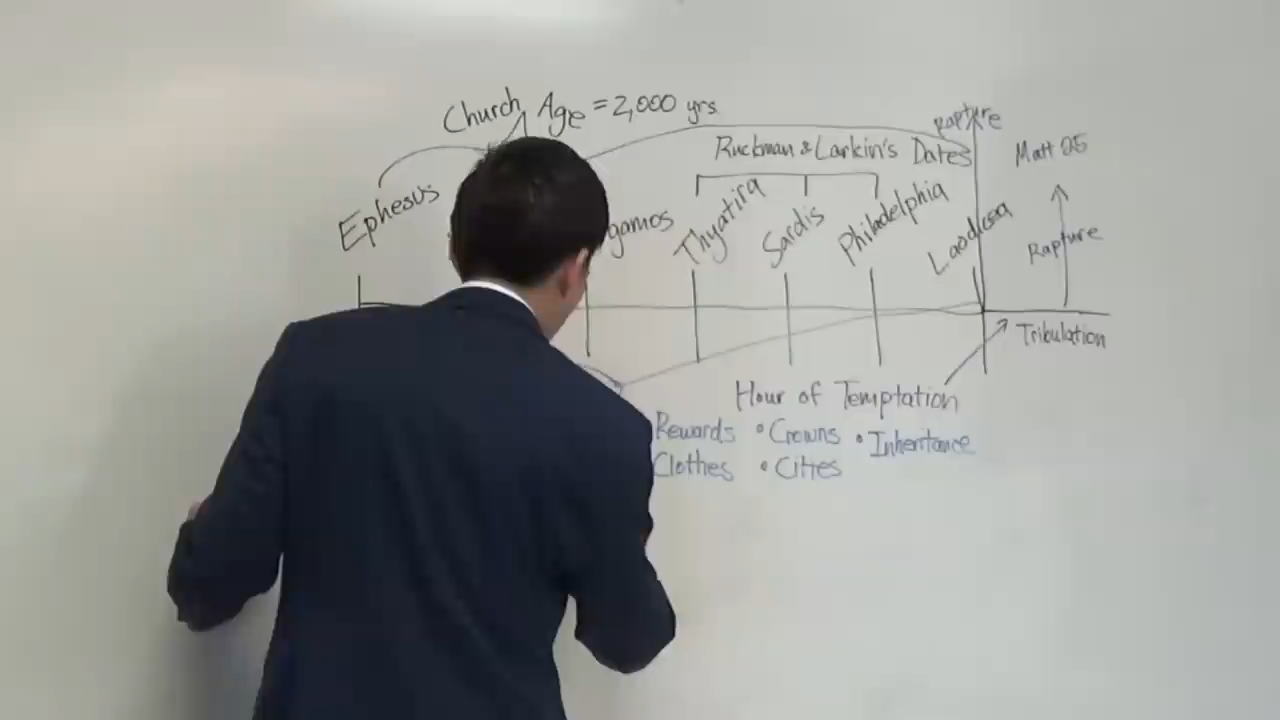 Church Age = 2,000 yrs.
Rapture
Ruckman & Larkin's Dates
Matt 25
Ephesus
gamos
Thyatira
Sardis
Philadelphia
Laodicea
Rapture
Tribulation
Hour of Temptation
Rewards • Crowns • Inheritance
Clothes • Cities